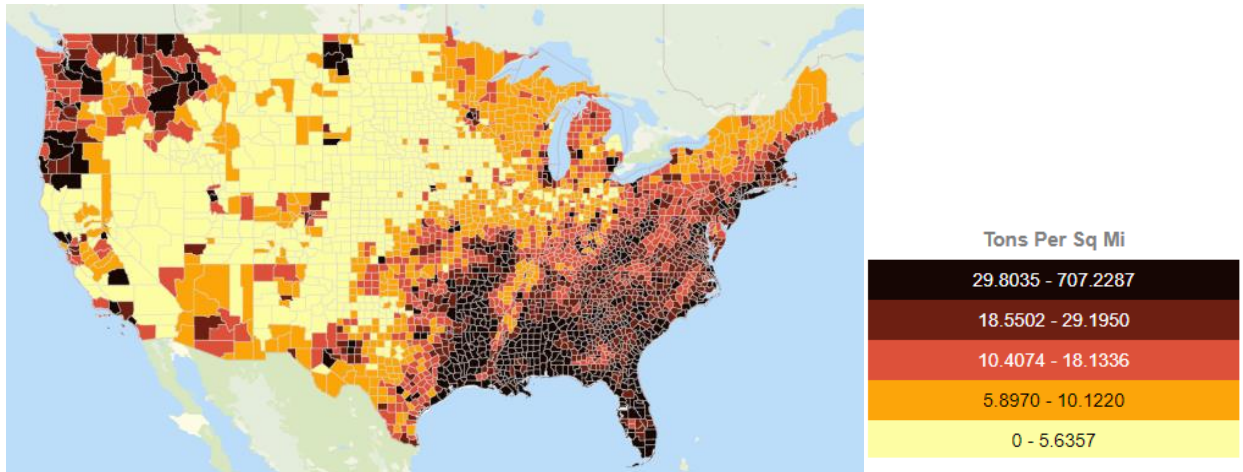 Tons Per Sq Mi
29.8035 - 707.2287
18.5502 - 29.1950
10.4074 - 18.1336
5.8970 - 10.1220
0 - 5.6357